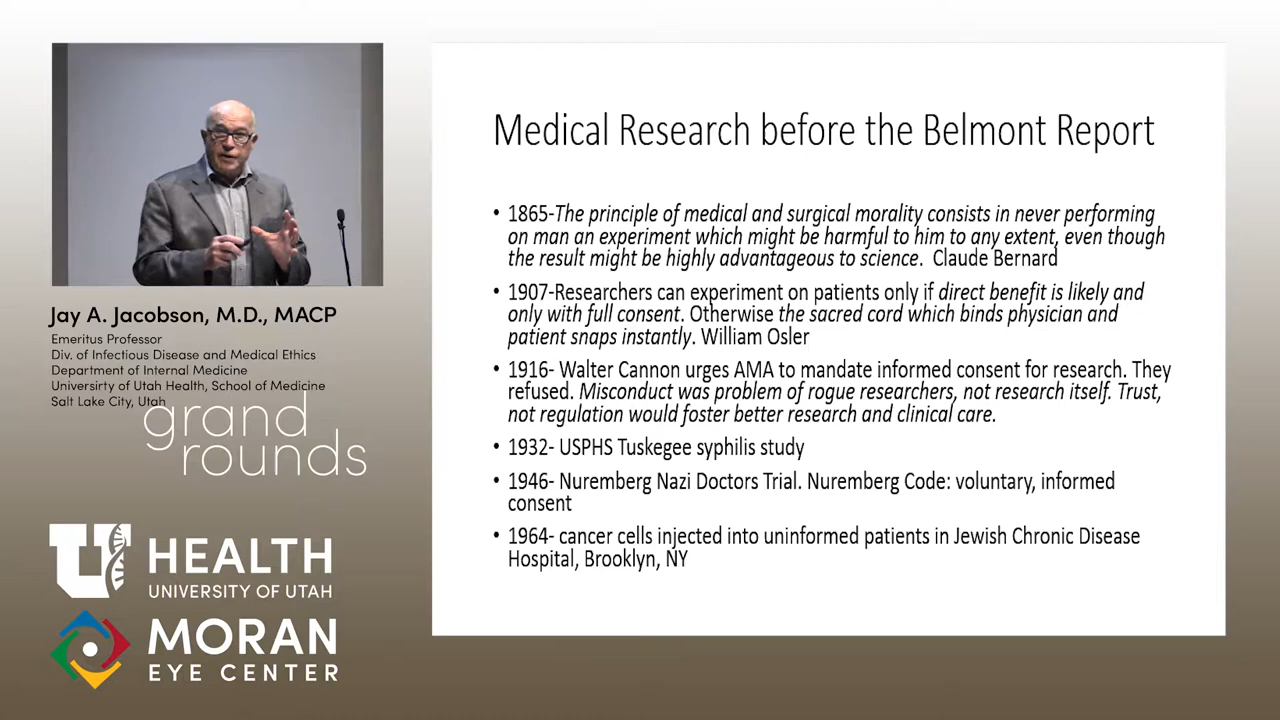 Jay A. Jacobson, M.D., MACP
Emeritus Professor
Div. of Infectious Disease and Medical Ethics
Department of Internal Medicine
Univerisrty of Utah Health, School of Medicine
Salt Lake City, Utah
grand
rounds
U HEALTH
UNIVERSITY OF UTAH
MORAN
EYE CENTER
Medical Research before the Belmont Report
• 1865-The principle of medical and surgical morality consists in never performing
on man an experiment which might be harmful to him to any extent, even though
the result might be highly advantageous to science. Claude Bernard
• 1907-Researchers can experiment on patients only if direct benefit is likely and
only with full consent. Otherwise the sacred cord which binds physician and
patient snaps instantly. William Osler
• 1916- Walter Cannon urges AMA to mandate informed consent for research. They
refused. Misconduct was problem of rogue researchers, not research itself. Trust,
not regulation would foster better research and clinical care.
• 1932- USPHS Tuskegee syphilis study
• 1946- Nuremberg Nazi Doctors Trial. Nuremberg Code: voluntary, informed
consent
• 1964- cancer cells injected into uninformed patients in Jewish Chronic Disease
Hospital, Brooklyn, NY